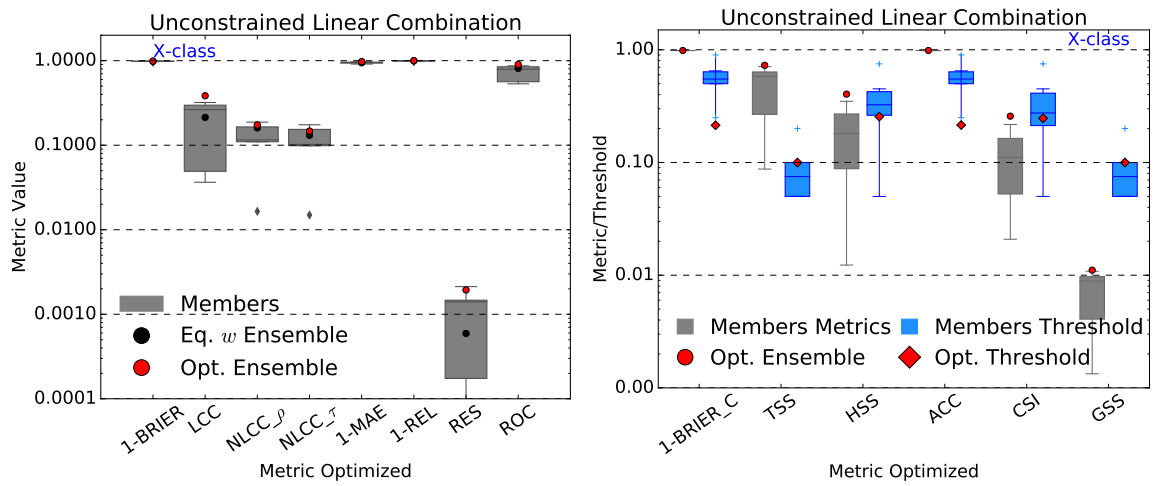 Unconstrained Linear Combination
X-class
1.0000
0.1000
0.0100
0.0010
0.0001
Metric Value
Members
Eq. w Ensemble
Opt. Ensemble
1-BRIER
LCC
NLCC_ρ
NLCC_τ
1-MAE
1-REL
RES
ROC
Metric Optimized
Unconstrained Linear Combination
X-class
1.00
0.10
0.01
0.00
Metric/Threshold
Members Metrics
Members Threshold
Opt. Ensemble
Opt. Threshold
1-BRIER_C
TSS
HSS
ACC
CSI
GSS
Metric Optimized